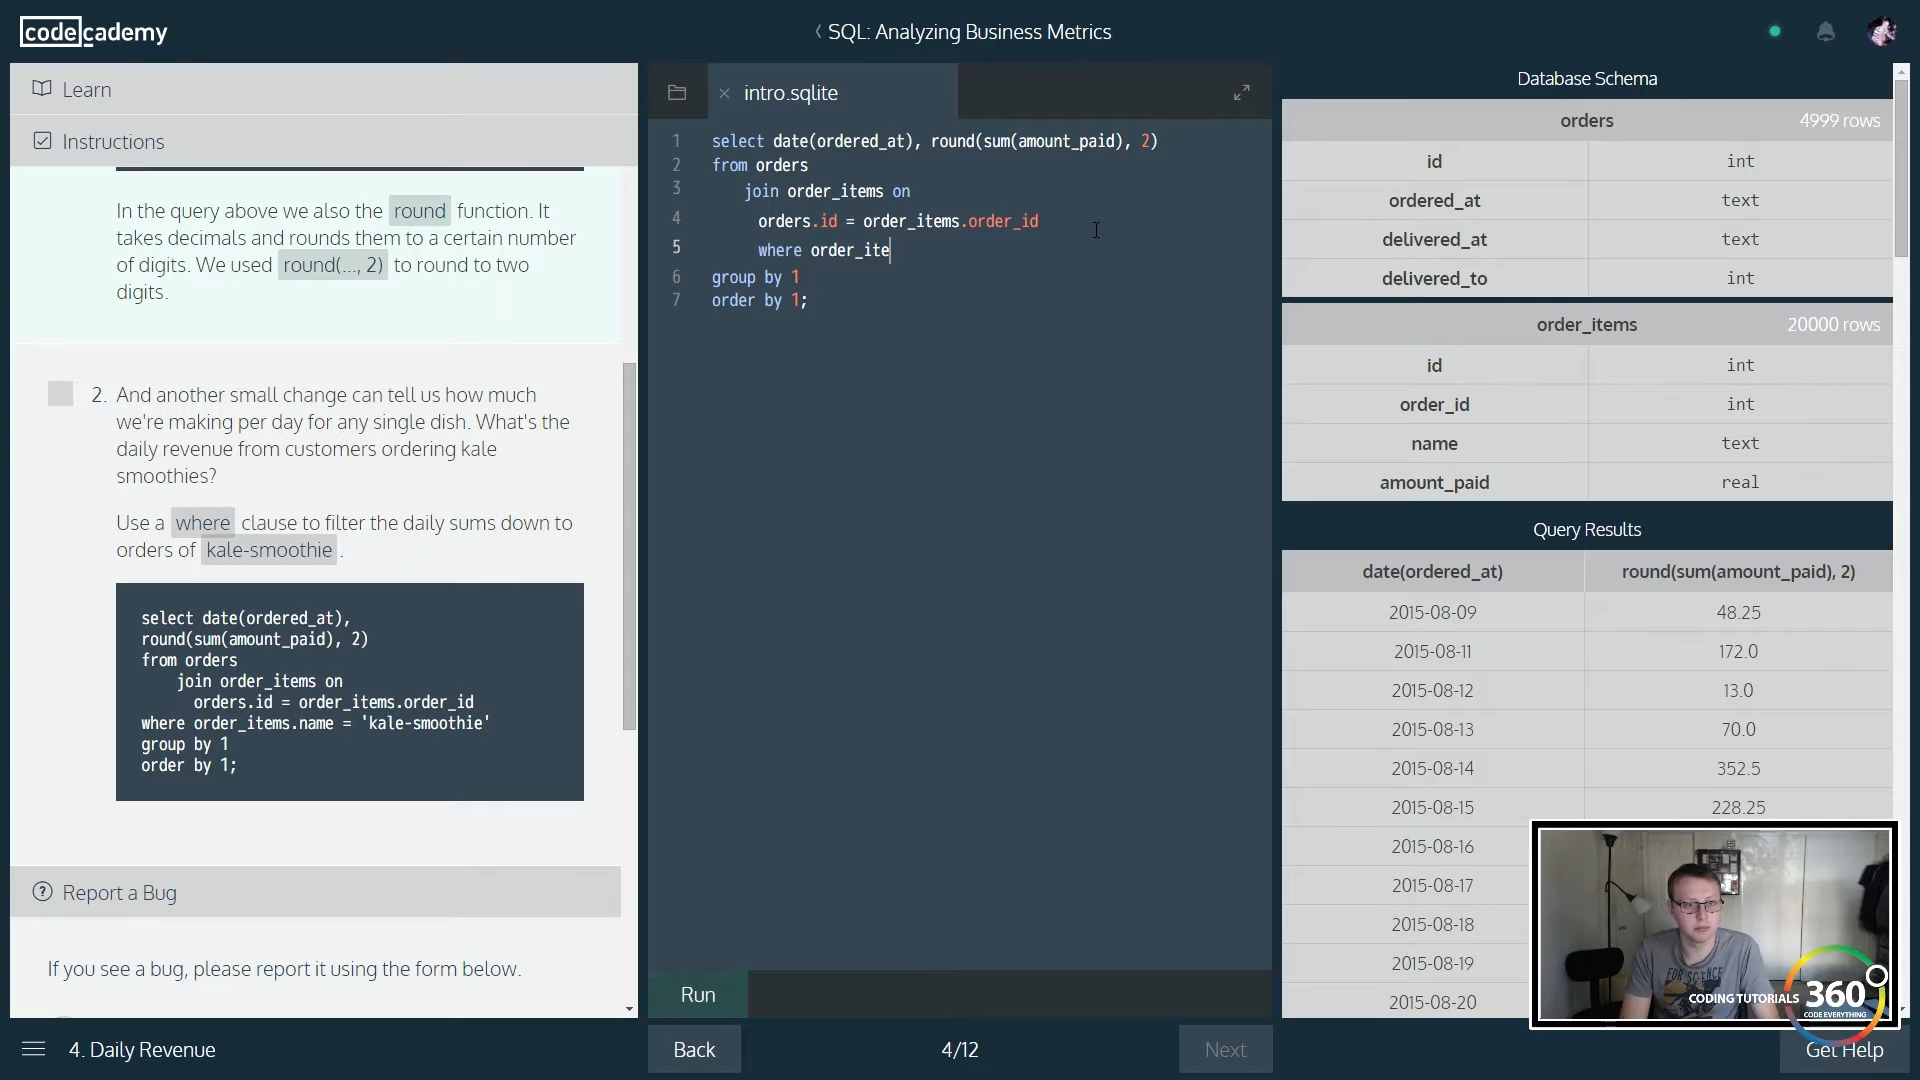 codecademy
SQL: Analyzing Business Metrics
Learn
Instructions
In the query above we also the round function. It
takes decimals and rounds them to a certain number
of digits. We used round(..., 2) to round to two
digits.
2. And another small change can tell us how much
we're making per day for any single dish. What's the
daily revenue from customers ordering kale
smoothies?
Use a where clause to filter the daily sums down to
orders of kale-smoothie .
select date(ordered_at),
round(sum(amount_paid), 2)
from orders
join order_items on
orders.id = order_items.order_id
where order_items.name = 'kale-smoothie'
group by 1
order by 1;
Report a Bug
If you see a bug, please report it using the form below.
4. Daily Revenue
intro.sqlite
1 select date(ordered_at), round(sum(amount_paid), 2)
2 from orders
3 join order_items on
4 orders.id = order_items.order_id
5 where order_ite
6 group by 1
7 order by 1;
Run
Back
4/12
Next
Database Schema
orders 4999 rows
id int
ordered_at text
delivered_at text
delivered_to int
order_items 20000 rows
id int
order_id int
name text
amount_paid real
Query Results
date(ordered_at) round(sum(amount_paid), 2)
2015-08-09 48.25
2015-08-11 172.0
2015-08-12 13.0
2015-08-13 70.0
2015-08-14 352.5
2015-08-15 228.25
2015-08-16
2015-08-17
2015-08-18
2015-08-19
2015-08-20
FOR SCIENCE
CODING TUTORIALS 360
CODE EVERYTHING
Get Help